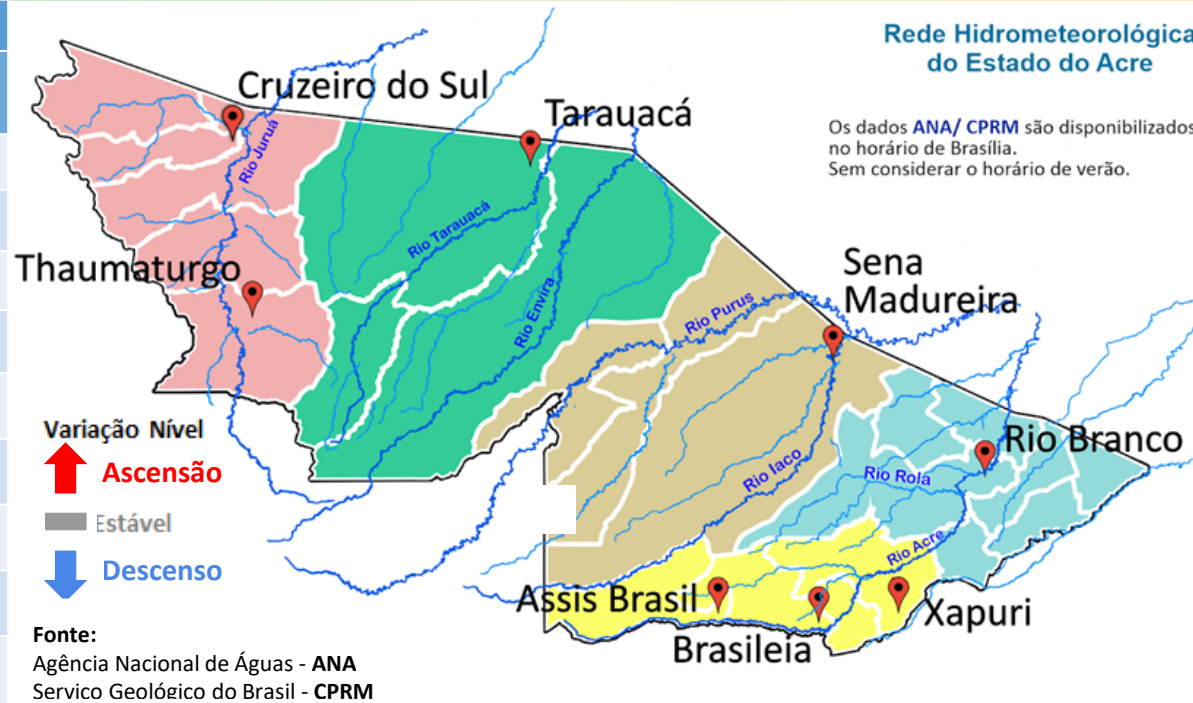 Rede Hidrometeorológica
do Estado do Acre
Os dados ANA/ CPRM são disponibilizados
no horário de Brasília.
Sem considerar o horário de verão.
Cruzeiro do Sul
Tarauacá
Rio Juruá
Rio Tarauacá
Thaumaturgo
Rio Envira
Sena
Madureira
Rio Purus
Variação Nível
Ascensão
Estável
Descenso
Rio Branco
Rio Iaco
Rio Rola
Rio Acre
Assis Brasil
Xapuri
Brasileia
Fonte:
Agência Nacional de Águas - ANA
Serviço Geológico do Brasil - CPRM